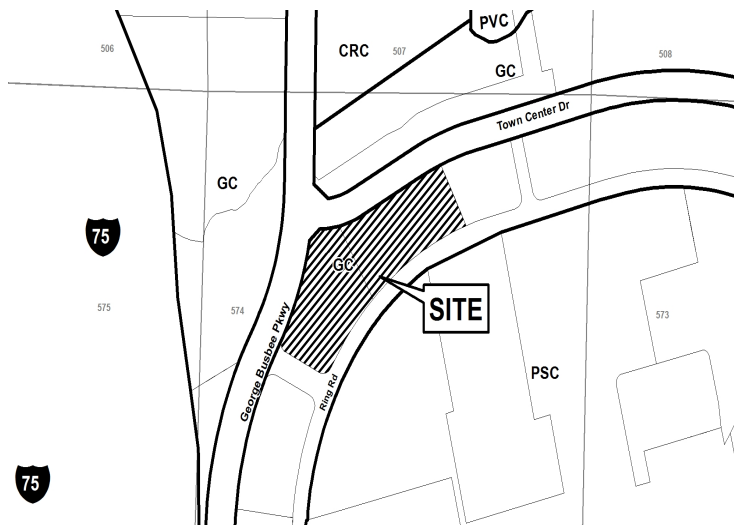 PVC
506
CRC
507
508
GC
Town Center Dr
GC
75
GC
SITE
575
574
573
George Busbee Pkwy
PSC
Ring Rd
75